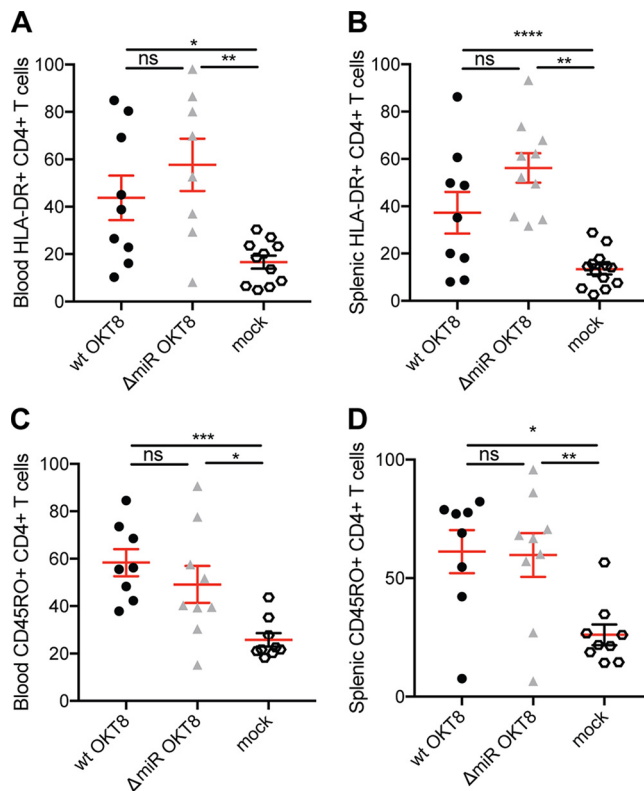 A
Blood HLA-DR+ CD4+ T cells
100
80
60
40
20
0
*
ns
**
wt OKT8
ΔmiR OKT8
mock
B
Splenic HLA-DR+ CD4+ T cells
100
80
60
40
20
0
****
ns
**
wt OKT8
ΔmiR OKT8
mock
C
Blood CD45RO+ CD4+ T cells
100
80
60
40
20
0
***
ns
*
wt OKT8
ΔmiR OKT8
mock
D
Splenic CD45RO+ CD4+ T cells
100
50
0
*
ns
**
wt OKT8
ΔmiR OKT8
mock